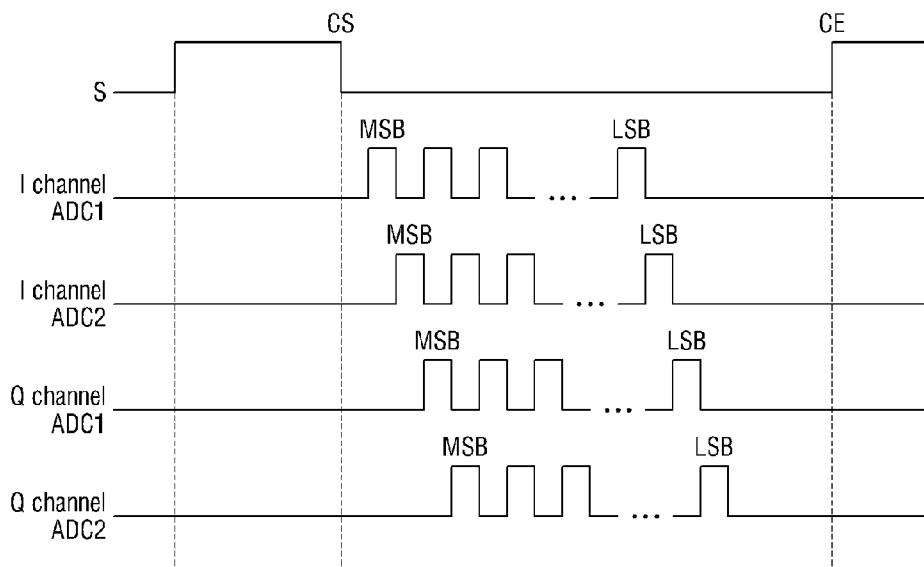 CS CE
S
MSB LSB
I channel
ADC1
...
MSB LSB
I channel
ADC2
...
MSB LSB
Q channel
ADC1
...
MSB LSB
Q channel
ADC2
...